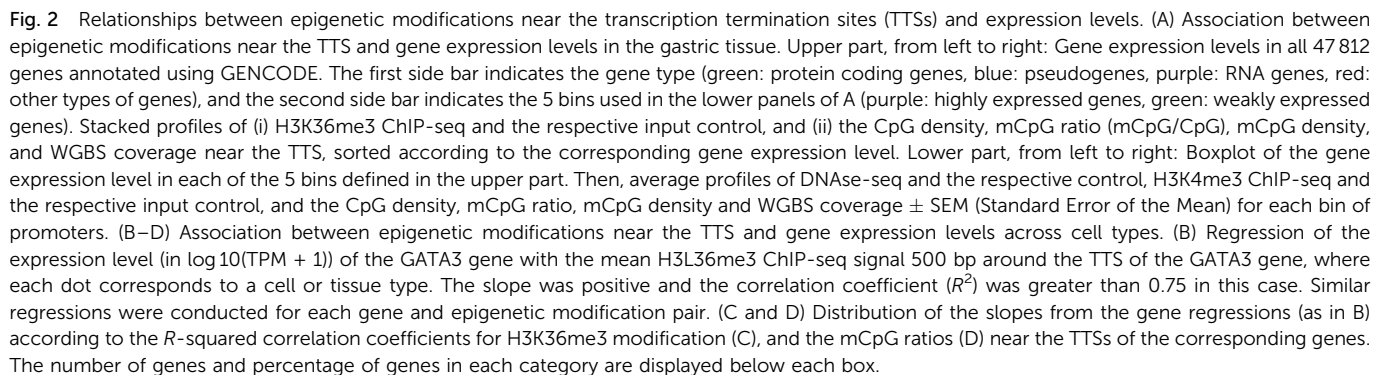 Fig. 2 Relationships between epigenetic modifications near the transcription termination sites (TTSs) and expression levels. (A) Association between
epigenetic modifications near the TTS and gene expression levels in the gastric tissue. Upper part, from left to right: Gene expression levels in all 47 812
genes annotated using GENCODE. The first side bar indicates the gene type (green: protein coding genes, blue: pseudogenes, purple: RNA genes, red:
other types of genes), and the second side bar indicates the 5 bins used in the lower panels of A (purple: highly expressed genes, green: weakly expressed
genes). Stacked profiles of (i) H3K36me3 ChIP-seq and the respective input control, and (ii) the CpG density, mCpG ratio (mCpG/CpG), mCpG density,
and WGBS coverage near the TTS, sorted according to the corresponding gene expression level. Lower part, from left to right: Boxplot of the gene
expression level in each of the 5 bins defined in the upper part. Then, average profiles of DNAse-seq and the respective control, H3K4me3 ChIP-seq and
the respective input control, and the CpG density, mCpG ratio, mCpG density and WGBS coverage ± SEM (Standard Error of the Mean) for each bin of
promoters. (B–D) Association between epigenetic modifications near the TTS and gene expression levels across cell types. (B) Regression of the
expression level (in log 10(TPM + 1)) of the GATA3 gene with the mean H3L36me3 ChIP-seq signal 500 bp around the TTS of the GATA3 gene, where
each dot corresponds to a cell or tissue type. The slope was positive and the correlation coefficient (R²) was greater than 0.75 in this case. Similar
regressions were conducted for each gene and epigenetic modification pair. (C and D) Distribution of the slopes from the gene regressions (as in B)
according to the R-squared correlation coefficients for H3K36me3 modification (C), and the mCpG ratios (D) near the TTSs of the corresponding genes.
The number of genes and percentage of genes in each category are displayed below each box.